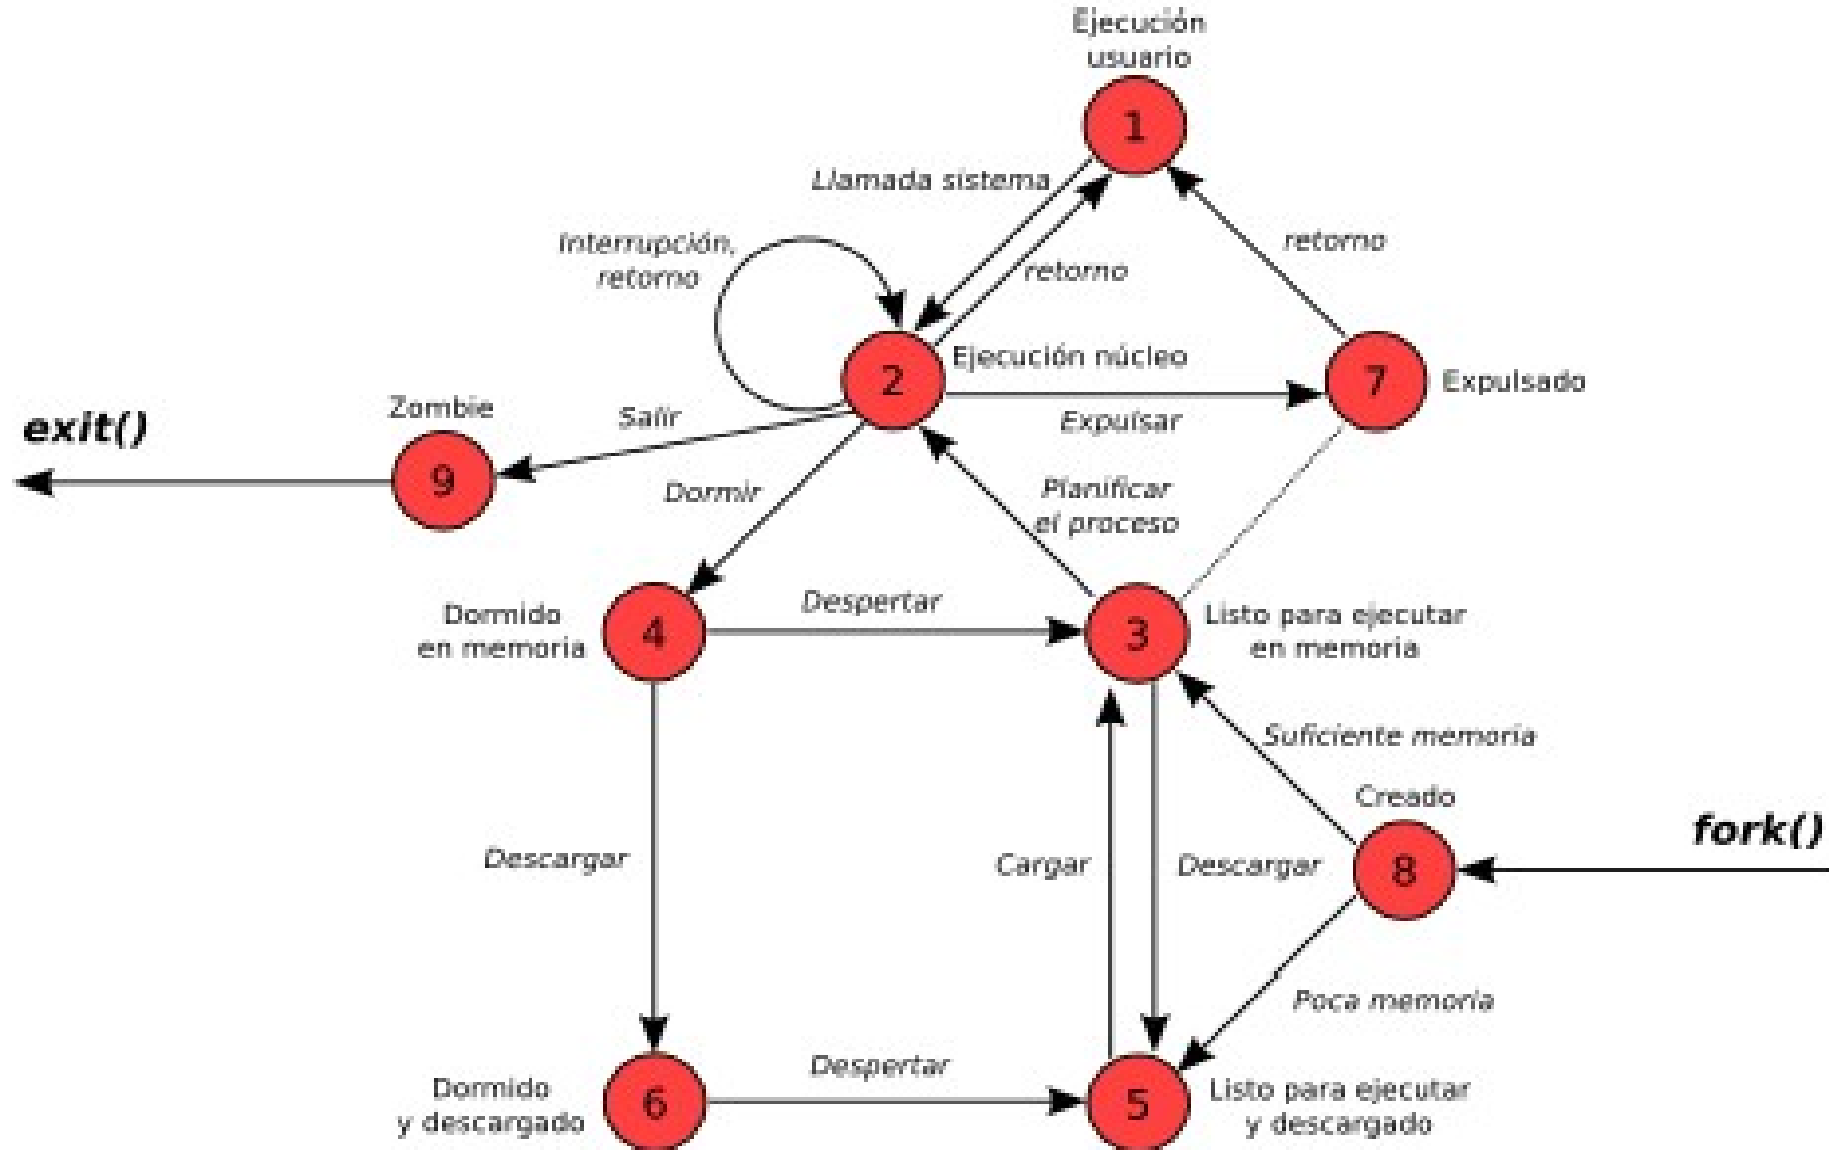 Ejecución
usuario
1
Llamada sistema
Interrupción,
retorno
retorno
retorno
2
Ejecución núcleo
7
Expulsado
Expulsar
Zombie
Salir
exit()
9
Dormir
Planificar
el proceso
Dormido
en memoria
4
Despertar
3
Listo para ejecutar
en memoria
Suficiente memoria
Creado
fork()
Descargar
Cargar
Descargar
8
Poca memoria
Dormido
y descargado
6
Despertar
5
Listo para ejecutar
y descargado